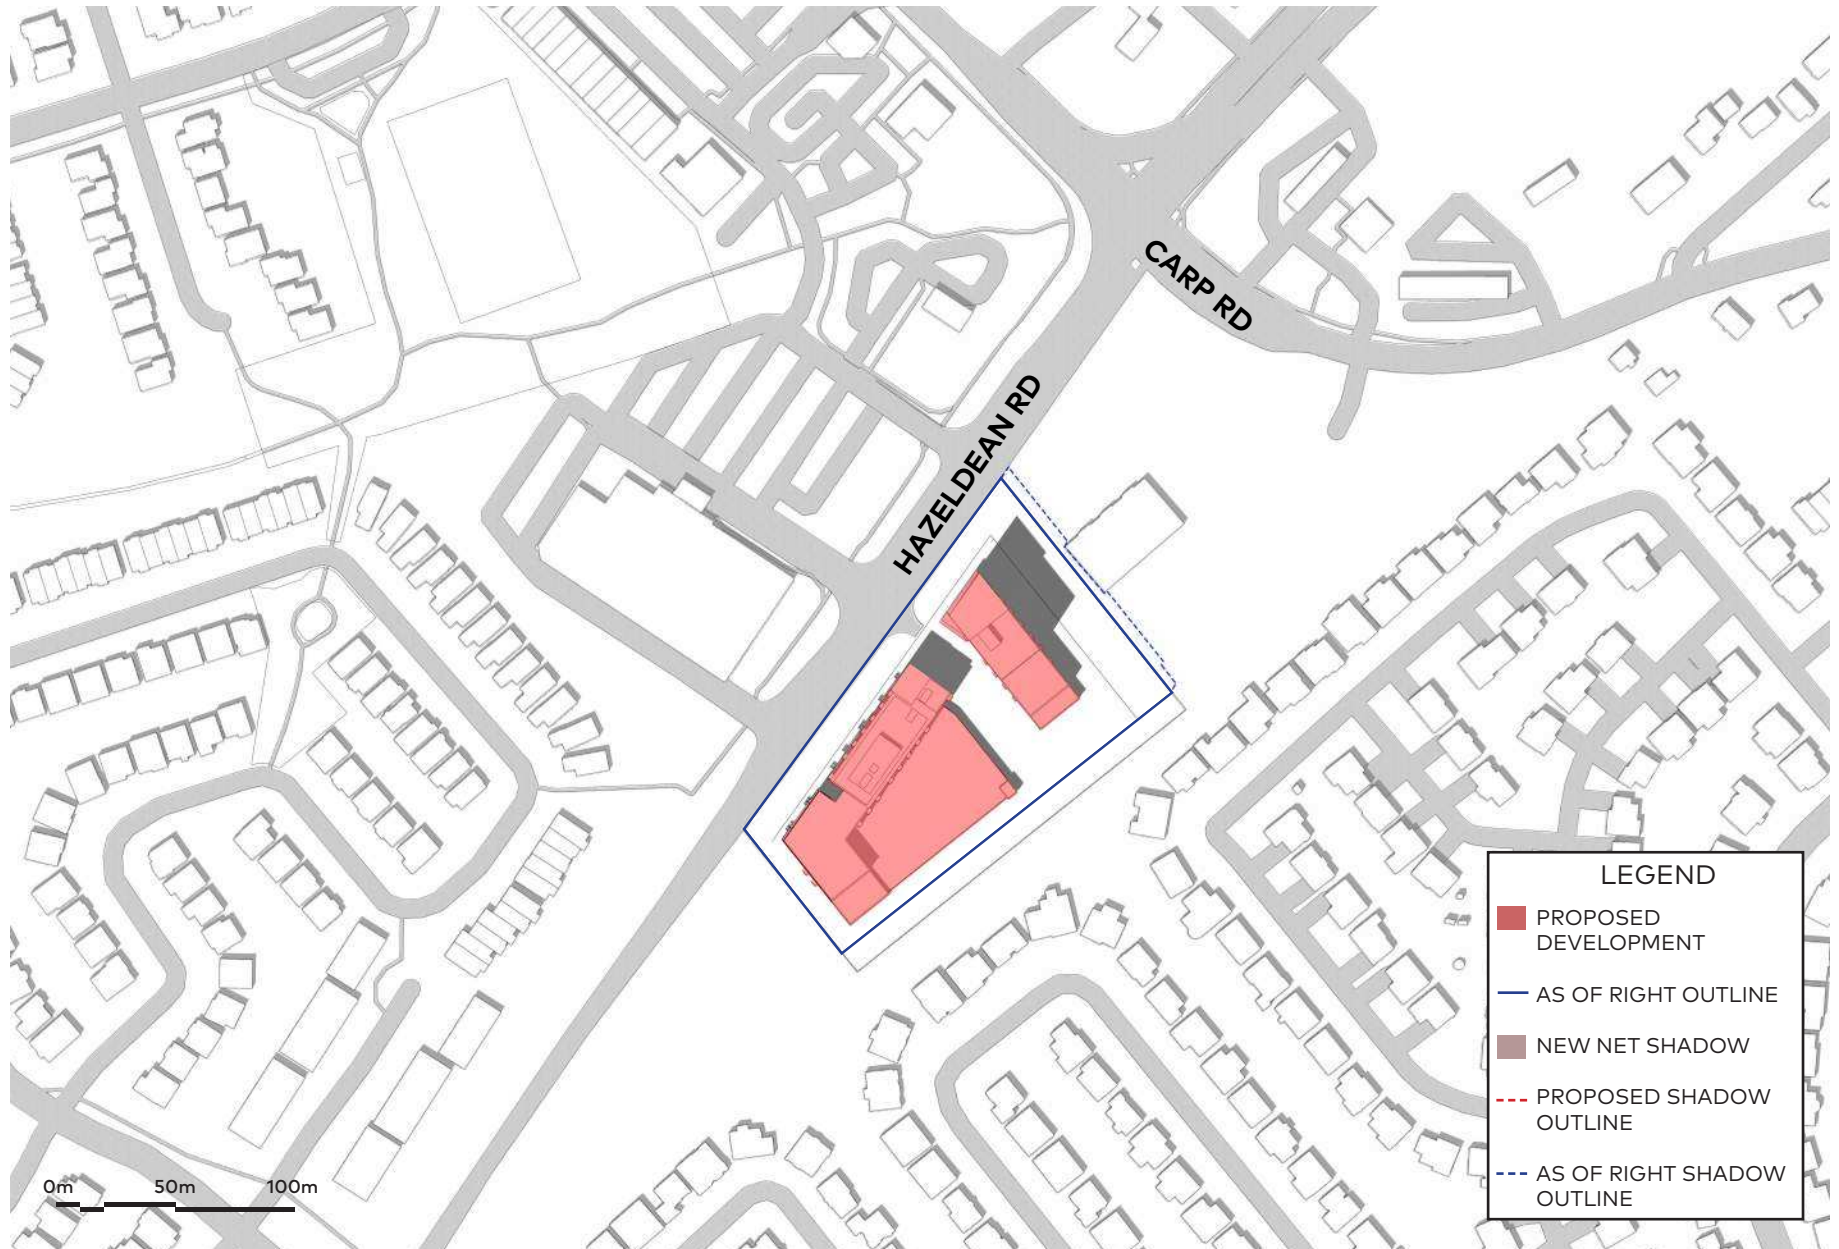 CARP RD
HAZELDEAN RD
LEGEND
PROPOSED
DEVELOPMENT
AS OF RIGHT OUTLINE
NEW NET SHADOW
PROPOSED SHADOW
OUTLINE
AS OF RIGHT SHADOW
OUTLINE
0m 50m 100m